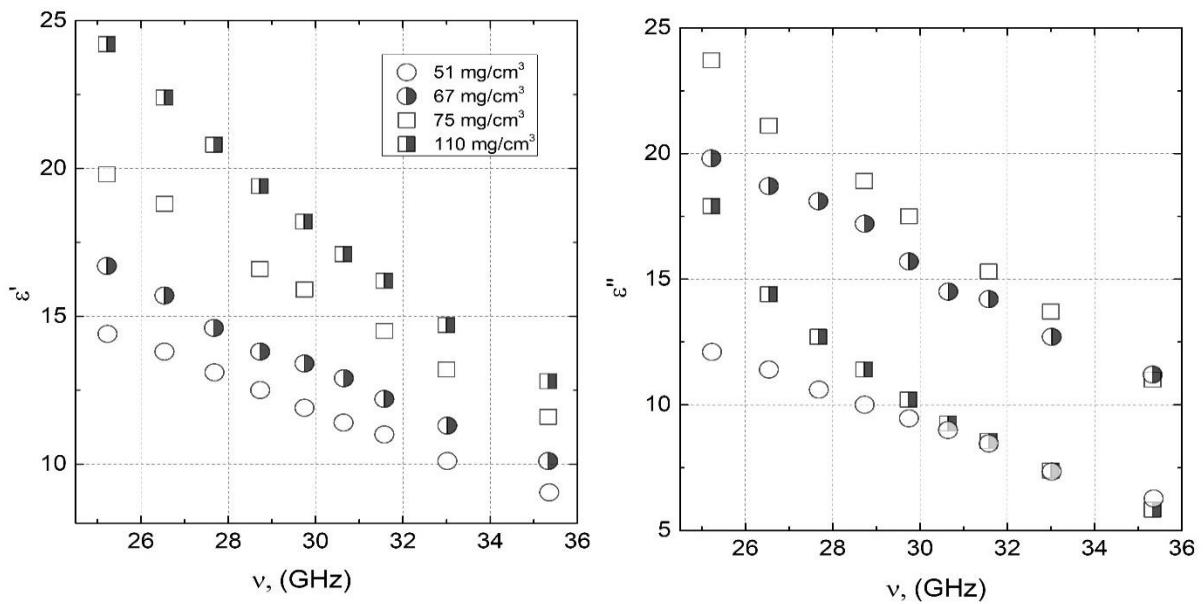 25
20
15
10
ε'
26 28 30 32 34 36
ν, (GHz)
51 mg/cm³
67 mg/cm³
75 mg/cm³
110 mg/cm³
25
20
15
10
5
ε"
26 28 30 32 34 36
ν, (GHz)